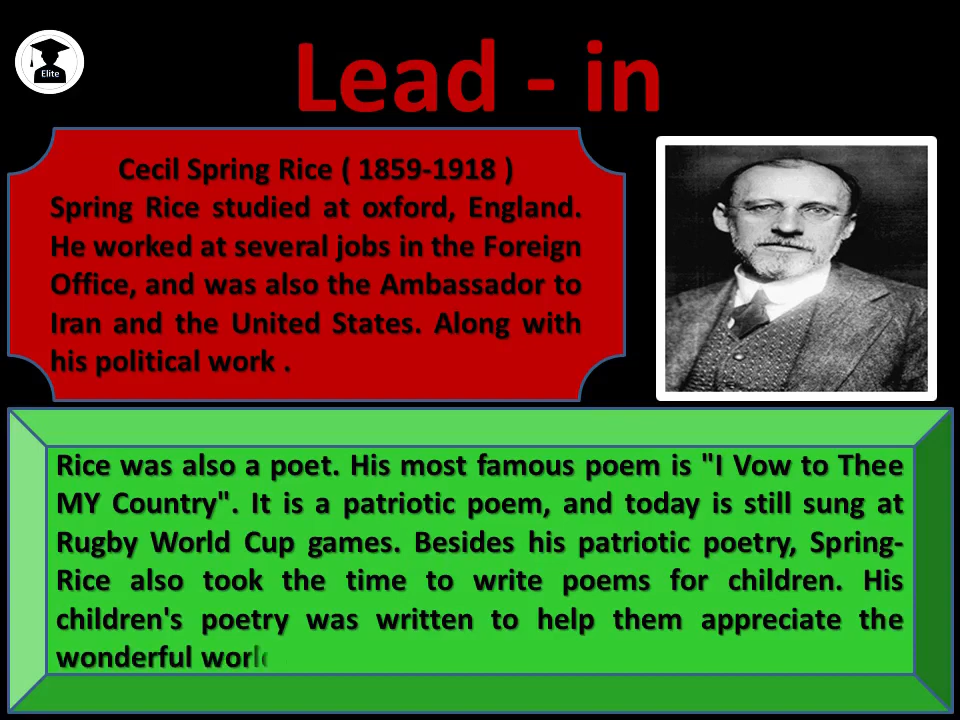 Elite
Lead - in
Cecil Spring Rice ( 1859-1918 )
Spring Rice studied at oxford, England.
He worked at several jobs in the Foreign
Office, and was also the Ambassador to
Iran and the United States. Along with
his political work .
Rice was also a poet. His most famous poem is "I Vow to Thee
MY Country". It is a patriotic poem, and today is still sung at
Rugby World Cup games. Besides his patriotic poetry, Spring-
Rice also took the time to write poems for children. His
children's poetry was written to help them appreciate the
wonderful